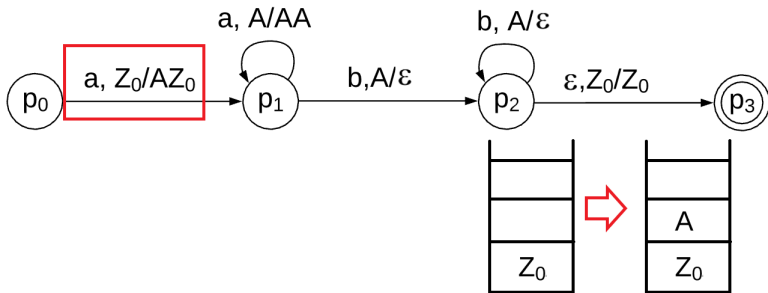 a, A/AA
b, A/ε
a, Z₀/AZ₀
b,A/ε
ε,Z₀/Z₀
p₀
p₁
p₂
p₃
A
Z₀
Z₀